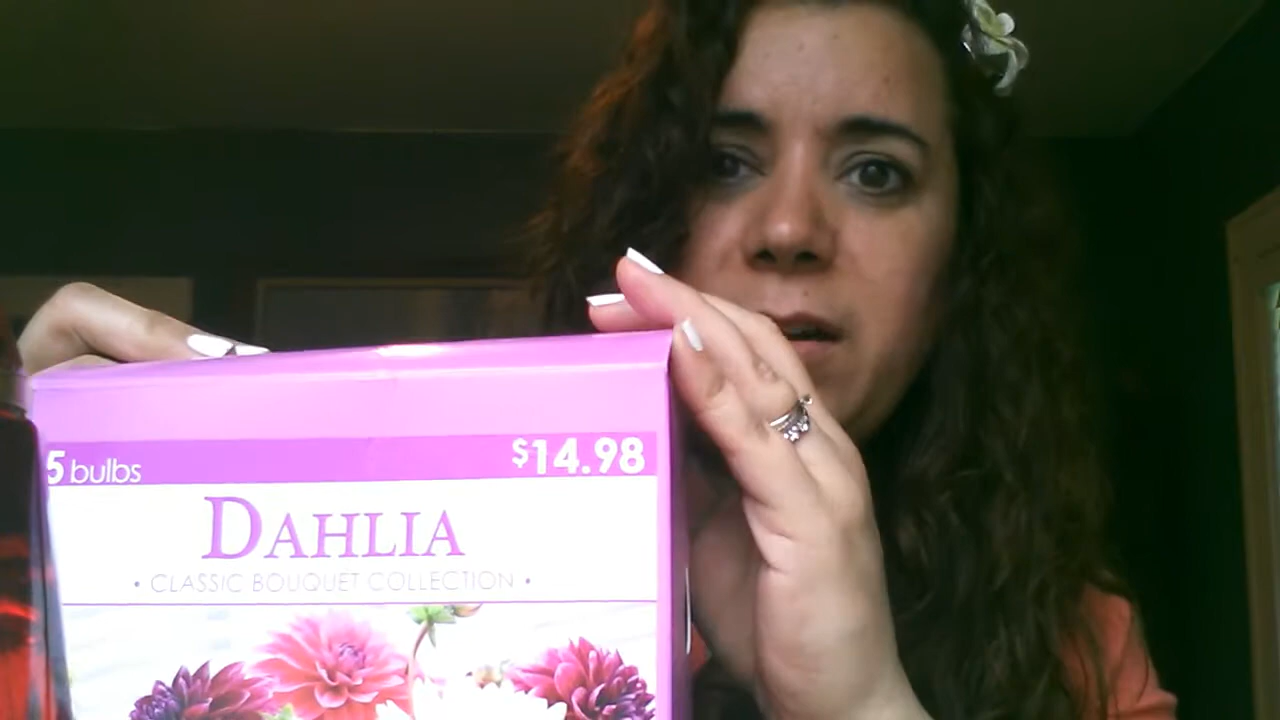 5 bulbs $14.98
DAHLIA
• CLASSIC BOUQUET COLLECTION •